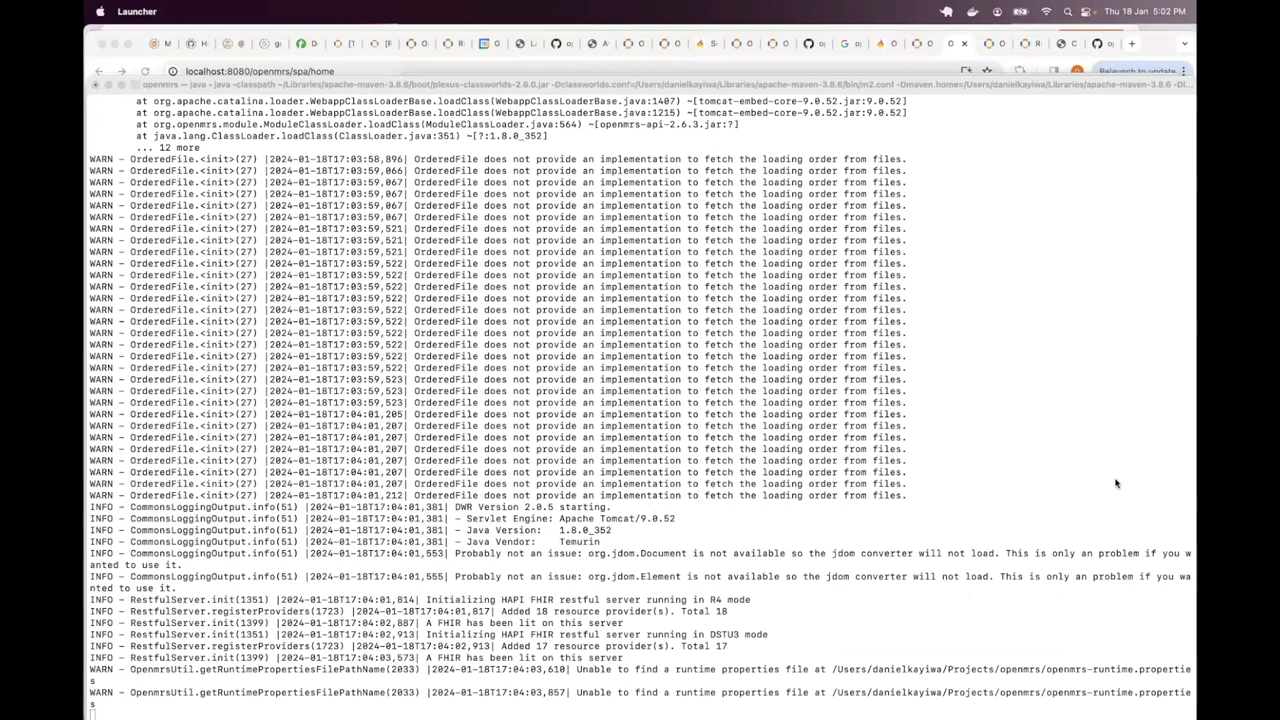 Launcher
Thu 18 Jan 5:02 PM
localhost:8080/openmrs/spa/home
Relaunch to update
openmrs — java • java -classpath ~/Libraries/apache-maven-3.8.6/boot/plexus-classworlds-2.6.0.jar -Dclassworlds.conf=/Users/danielkayiwa/Libraries/apache-maven-3.8.6/bin/m2.conf -Dmaven.home=/Users/danielkayiwa/Libraries/apache-maven-3.8.6 -Dl...
at org.apache.catalina.loader.WebappClassLoaderBase.loadClass(WebappClassLoaderBase.java:1407) ~[tomcat-embed-core-9.0.52.jar:9.0.52]
at org.apache.catalina.loader.WebappClassLoaderBase.loadClass(WebappClassLoaderBase.java:1215) ~[tomcat-embed-core-9.0.52.jar:9.0.52]
at org.openmrs.module.ModuleClassLoader.loadClass(ModuleClassLoader.java:564) ~[openmrs-api-2.6.3.jar:?]
at java.lang.ClassLoader.loadClass(ClassLoader.java:351) ~[?:1.8.0_352]
... 12 more
WARN - OrderedFile.<init>(27) |2024-01-18T17:03:58,896| OrderedFile does not provide an implementation to fetch the loading order from files.
WARN - OrderedFile.<init>(27) |2024-01-18T17:03:59,066| OrderedFile does not provide an implementation to fetch the loading order from files.
WARN - OrderedFile.<init>(27) |2024-01-18T17:03:59,067| OrderedFile does not provide an implementation to fetch the loading order from files.
WARN - OrderedFile.<init>(27) |2024-01-18T17:03:59,067| OrderedFile does not provide an implementation to fetch the loading order from files.
WARN - OrderedFile.<init>(27) |2024-01-18T17:03:59,067| OrderedFile does not provide an implementation to fetch the loading order from files.
WARN - OrderedFile.<init>(27) |2024-01-18T17:03:59,067| OrderedFile does not provide an implementation to fetch the loading order from files.
WARN - OrderedFile.<init>(27) |2024-01-18T17:03:59,521| OrderedFile does not provide an implementation to fetch the loading order from files.
WARN - OrderedFile.<init>(27) |2024-01-18T17:03:59,521| OrderedFile does not provide an implementation to fetch the loading order from files.
WARN - OrderedFile.<init>(27) |2024-01-18T17:03:59,521| OrderedFile does not provide an implementation to fetch the loading order from files.
WARN - OrderedFile.<init>(27) |2024-01-18T17:03:59,522| OrderedFile does not provide an implementation to fetch the loading order from files.
WARN - OrderedFile.<init>(27) |2024-01-18T17:03:59,522| OrderedFile does not provide an implementation to fetch the loading order from files.
WARN - OrderedFile.<init>(27) |2024-01-18T17:03:59,522| OrderedFile does not provide an implementation to fetch the loading order from files.
WARN - OrderedFile.<init>(27) |2024-01-18T17:03:59,522| OrderedFile does not provide an implementation to fetch the loading order from files.
WARN - OrderedFile.<init>(27) |2024-01-18T17:03:59,522| OrderedFile does not provide an implementation to fetch the loading order from files.
WARN - OrderedFile.<init>(27) |2024-01-18T17:03:59,522| OrderedFile does not provide an implementation to fetch the loading order from files.
WARN - OrderedFile.<init>(27) |2024-01-18T17:03:59,522| OrderedFile does not provide an implementation to fetch the loading order from files.
WARN - OrderedFile.<init>(27) |2024-01-18T17:03:59,522| OrderedFile does not provide an implementation to fetch the loading order from files.
WARN - OrderedFile.<init>(27) |2024-01-18T17:03:59,522| OrderedFile does not provide an implementation to fetch the loading order from files.
WARN - OrderedFile.<init>(27) |2024-01-18T17:03:59,522| OrderedFile does not provide an implementation to fetch the loading order from files.
WARN - OrderedFile.<init>(27) |2024-01-18T17:03:59,523| OrderedFile does not provide an implementation to fetch the loading order from files.
WARN - OrderedFile.<init>(27) |2024-01-18T17:03:59,523| OrderedFile does not provide an implementation to fetch the loading order from files.
WARN - OrderedFile.<init>(27) |2024-01-18T17:03:59,523| OrderedFile does not provide an implementation to fetch the loading order from files.
WARN - OrderedFile.<init>(27) |2024-01-18T17:04:01,205| OrderedFile does not provide an implementation to fetch the loading order from files.
WARN - OrderedFile.<init>(27) |2024-01-18T17:04:01,207| OrderedFile does not provide an implementation to fetch the loading order from files.
WARN - OrderedFile.<init>(27) |2024-01-18T17:04:01,207| OrderedFile does not provide an implementation to fetch the loading order from files.
WARN - OrderedFile.<init>(27) |2024-01-18T17:04:01,207| OrderedFile does not provide an implementation to fetch the loading order from files.
WARN - OrderedFile.<init>(27) |2024-01-18T17:04:01,207| OrderedFile does not provide an implementation to fetch the loading order from files.
WARN - OrderedFile.<init>(27) |2024-01-18T17:04:01,207| OrderedFile does not provide an implementation to fetch the loading order from files.
WARN - OrderedFile.<init>(27) |2024-01-18T17:04:01,207| OrderedFile does not provide an implementation to fetch the loading order from files.
WARN - OrderedFile.<init>(27) |2024-01-18T17:04:01,212| OrderedFile does not provide an implementation to fetch the loading order from files.
INFO - CommonsLoggingOutput.info(51) |2024-01-18T17:04:01,381| DWR Version 2.0.5 starting.
INFO - CommonsLoggingOutput.info(51) |2024-01-18T17:04:01,381| - Servlet Engine: Apache Tomcat/9.0.52
INFO - CommonsLoggingOutput.info(51) |2024-01-18T17:04:01,381| - Java Version:   1.8.0_352
INFO - CommonsLoggingOutput.info(51) |2024-01-18T17:04:01,381| - Java Vendor:    Temurin
INFO - CommonsLoggingOutput.info(51) |2024-01-18T17:04:01,553| Probably not an issue: org.jdom.Document is not available so the jdom converter will not load. This is only an problem if you w
anted to use it.
INFO - CommonsLoggingOutput.info(51) |2024-01-18T17:04:01,555| Probably not an issue: org.jdom.Element is not available so the jdom converter will not load. This is only an problem if you wa
nted to use it.
INFO - RestfulServer.init(1351) |2024-01-18T17:04:01,814| Initializing HAPI FHIR restful server running in R4 mode
INFO - RestfulServer.registerProviders(1723) |2024-01-18T17:04:01,817| Added 18 resource provider(s). Total 18
INFO - RestfulServer.init(1399) |2024-01-18T17:04:02,887| A FHIR has been lit on this server
INFO - RestfulServer.init(1351) |2024-01-18T17:04:02,913| Initializing HAPI FHIR restful server running in DSTU3 mode
INFO - RestfulServer.registerProviders(1723) |2024-01-18T17:04:02,913| Added 17 resource provider(s). Total 17
INFO - RestfulServer.init(1399) |2024-01-18T17:04:03,573| A FHIR has been lit on this server
WARN - OpenmrsUtil.getRuntimePropertiesFilePathName(2033) |2024-01-18T17:04:03,610| Unable to find a runtime properties file at /Users/danielkayiwa/Projects/openmrs/openmrs-runtime.propertie
s
WARN - OpenmrsUtil.getRuntimePropertiesFilePathName(2033) |2024-01-18T17:04:03,857| Unable to find a runtime properties file at /Users/danielkayiwa/Projects/openmrs/openmrs-runtime.propertie
s